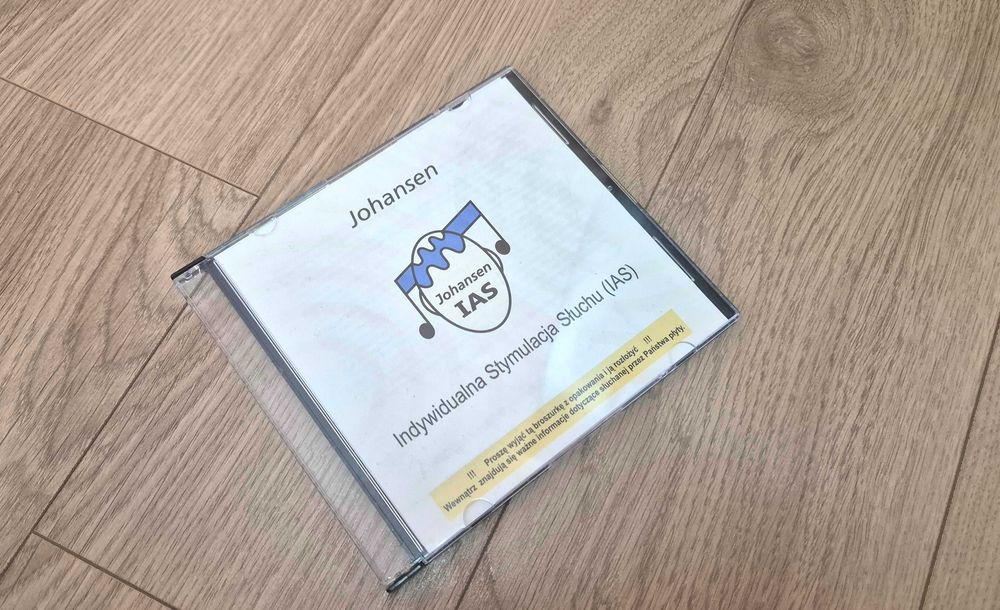 Johansen
Johansen
IAS
Indywidualna Stymulacja Słuchu (IAS)
!!! Proszę wyjąć tą broszurkę z opakowania i ją rozłożyć !!!
Wewnątrz znajdują się ważne informacje dotyczące słuchanej przez Państwa płyty.